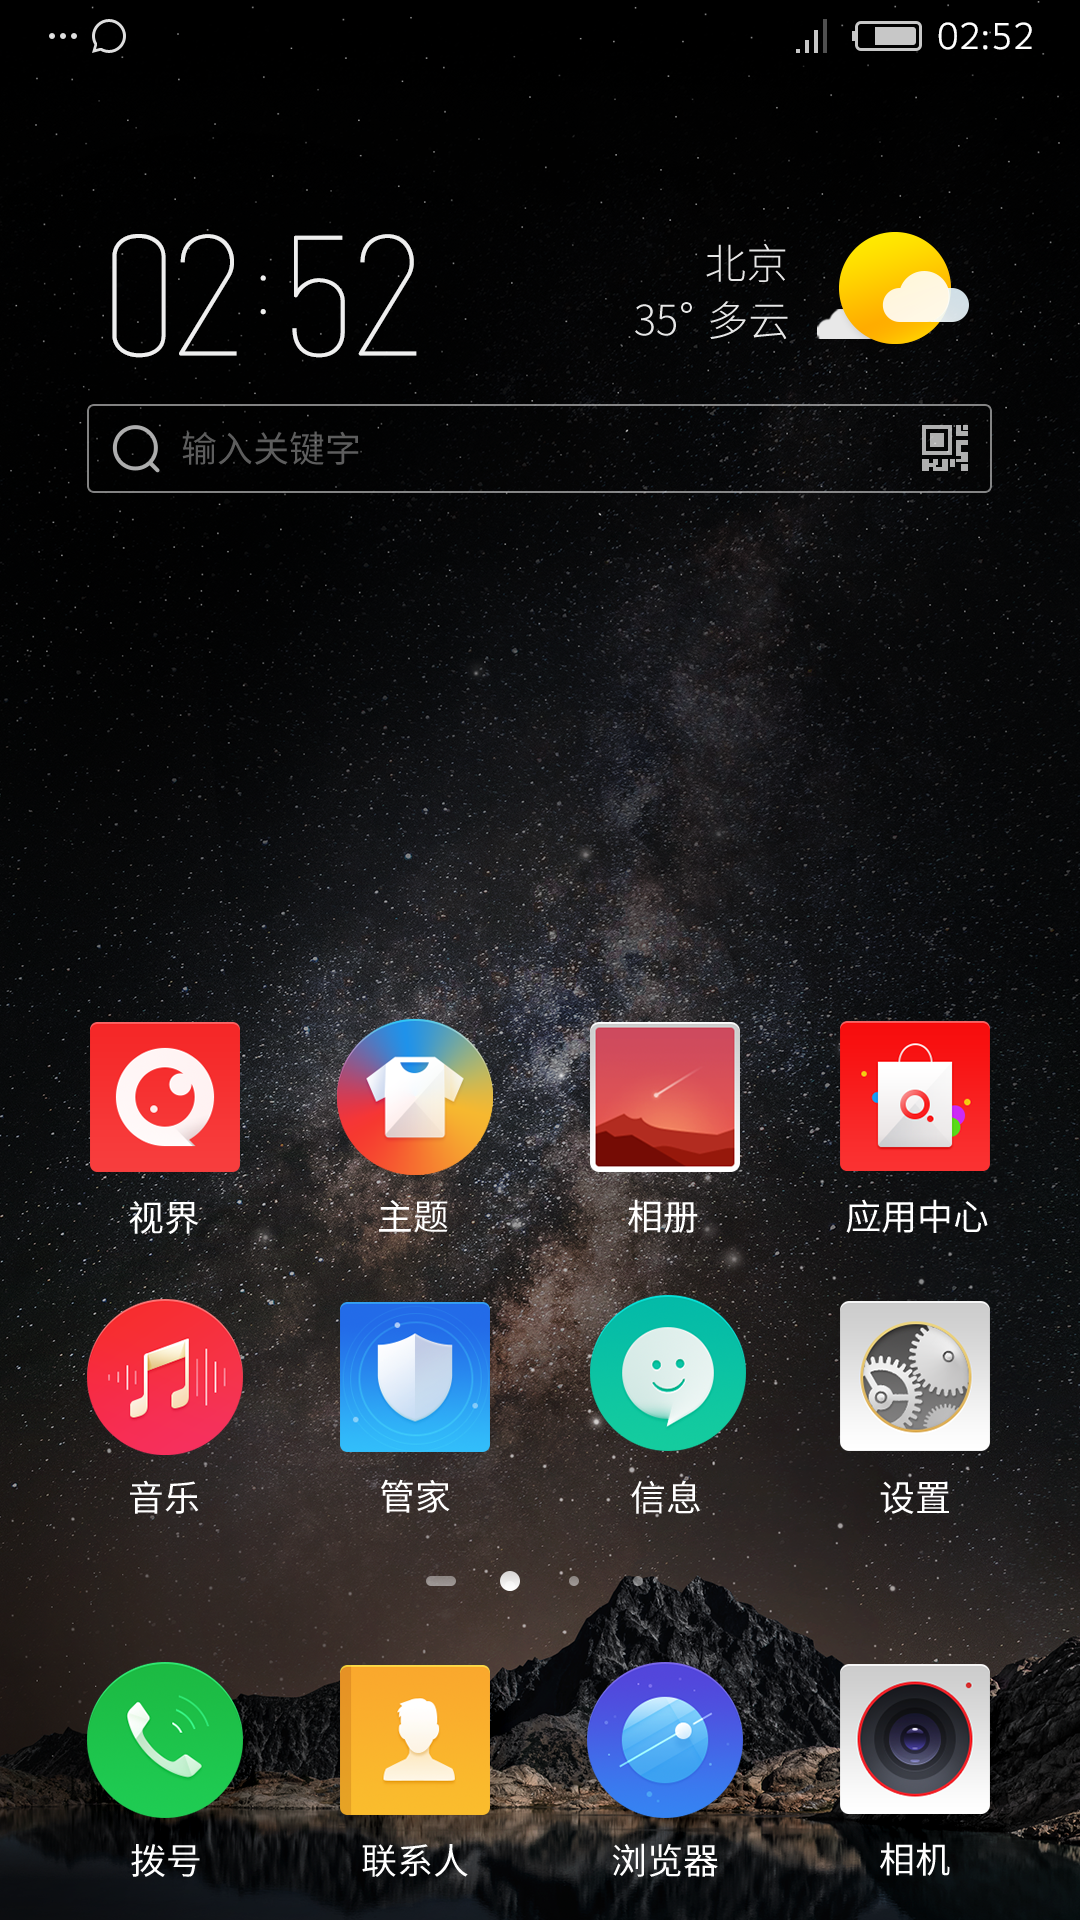 02:52
02:52
北京
35° 多云
输入关键字
视界 主题 相册 应用中心
音乐 管家 信息 设置
拨号 联系人 浏览器 相机